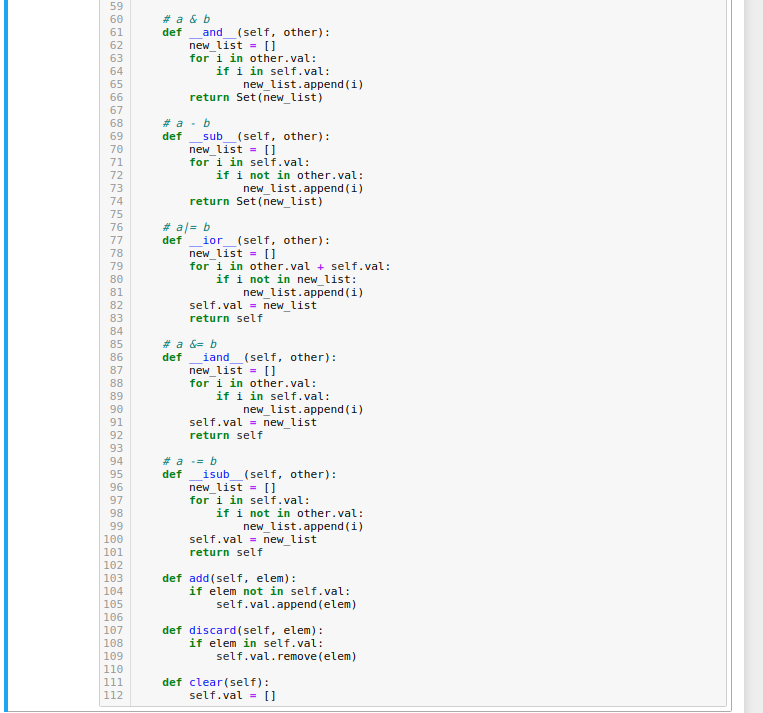 59
60     # a & b
61     def __and__(self, other):
62         new_list = []
63         for i in other.val:
64             if i in self.val:
65                 new_list.append(i)
66         return Set(new_list)
67
68     # a - b
69     def __sub__(self, other):
70         new_list = []
71         for i in self.val:
72             if i not in other.val:
73                 new_list.append(i)
74         return Set(new_list)
75
76     # a|= b
77     def __ior__(self, other):
78         new_list = []
79         for i in other.val + self.val:
80             if i not in new_list:
81                 new_list.append(i)
82         self.val = new_list
83         return self
84
85     # a &= b
86     def __iand__(self, other):
87         new_list = []
88         for i in other.val:
89             if i in self.val:
90                 new_list.append(i)
91         self.val = new_list
92         return self
93
94     # a -= b
95     def __isub__(self, other):
96         new_list = []
97         for i in self.val:
98             if i not in other.val:
99                 new_list.append(i)
100         self.val = new_list
101         return self
102
103     def add(self, elem):
104         if elem not in self.val:
105             self.val.append(elem)
106
107     def discard(self, elem):
108         if elem in self.val:
109             self.val.remove(elem)
110
111     def clear(self):
112         self.val = []